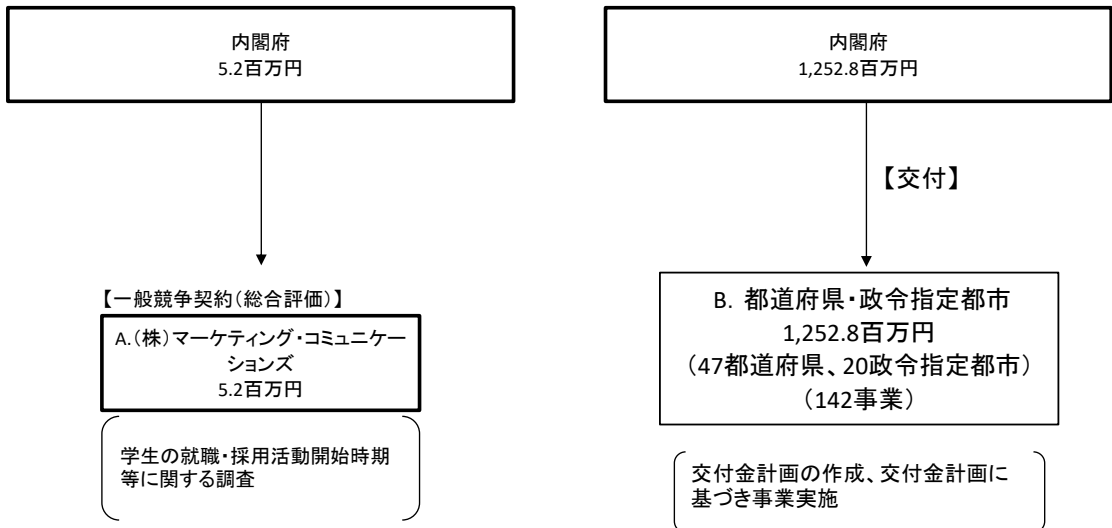 内閣府
5.2百万円
【一般競争契約(総合評価)】
A.(株)マーケティング・コミュニケー
ションズ
5.2百万円
学生の就職・採用活動開始時期
等に関する調査
内閣府
1,252.8百万円
【交付】
B. 都道府県・政令指定都市
1,252.8百万円
(47都道府県、20政令指定都市)
(142事業)
交付金計画の作成、交付金計画に
基づき事業実施